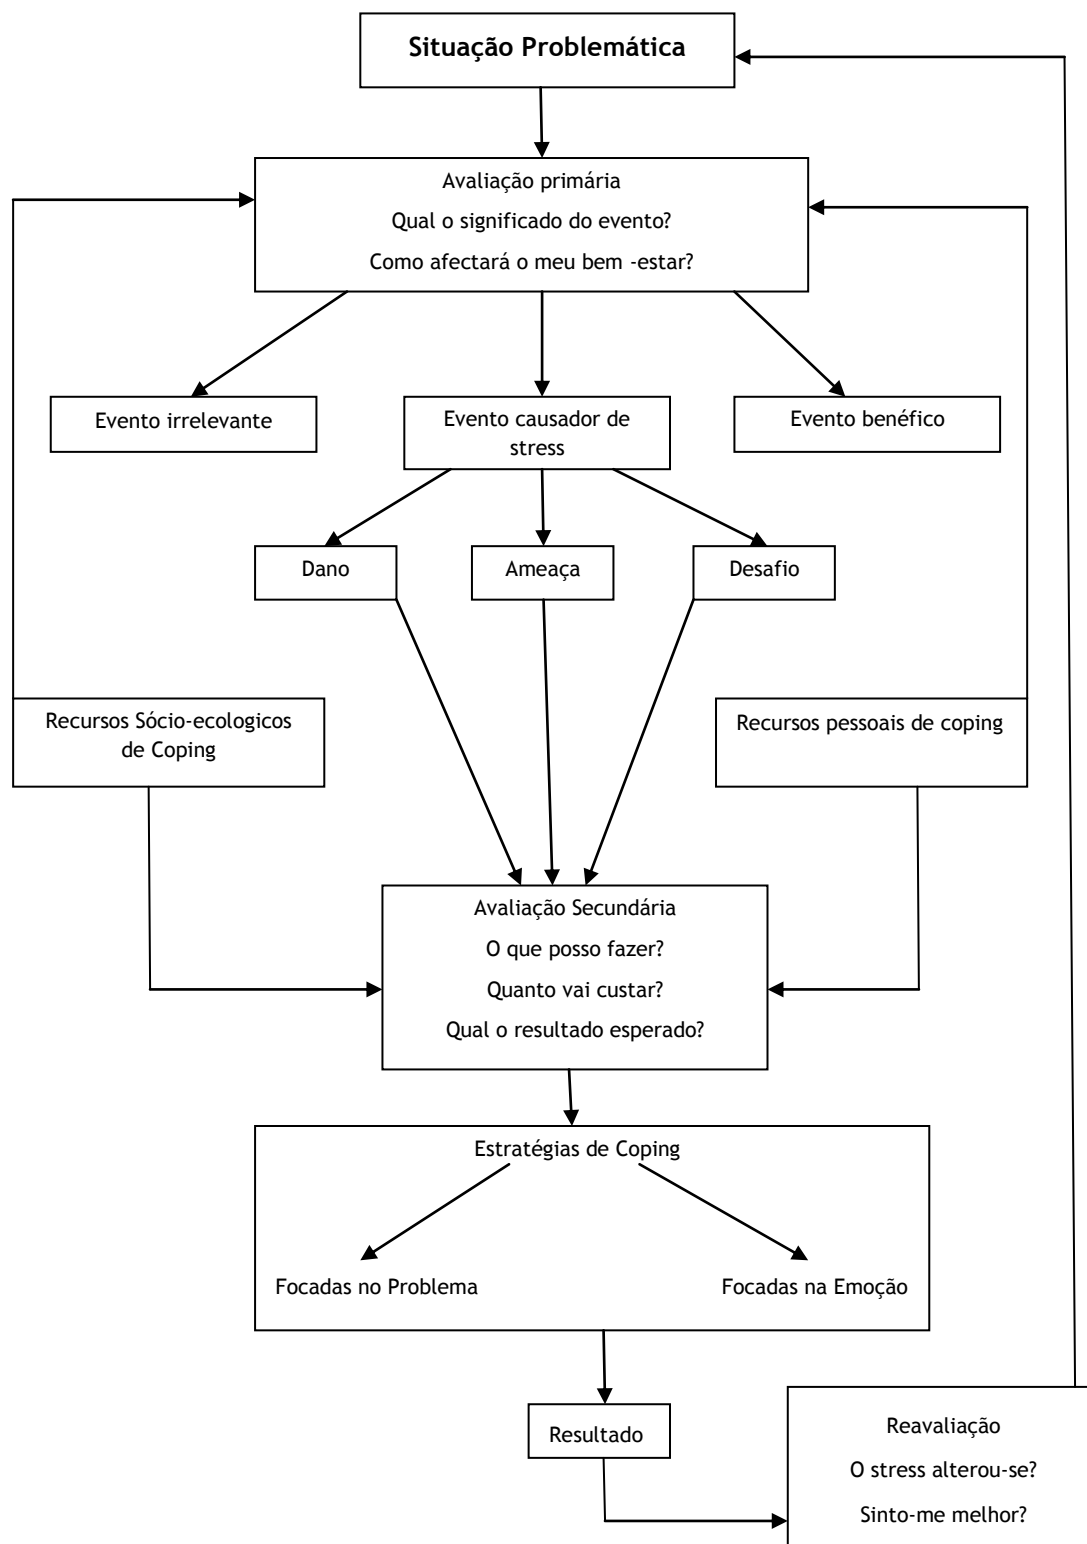 Situação Problemática
Avaliação primária
Qual o significado do evento?
Como afectará o meu bem -estar?
Evento irrelevante
Evento causador de
stress
Evento benéfico
Dano
Ameaça
Desafio
Recursos Sócio-ecologicos
de Coping
Recursos pessoais de coping
Avaliação Secundária
O que posso fazer?
Quanto vai custar?
Qual o resultado esperado?
Estratégias de Coping
Focadas no Problema
Focadas na Emoção
Resultado
Reavaliação
O stress alterou-se?
Sinto-me melhor?